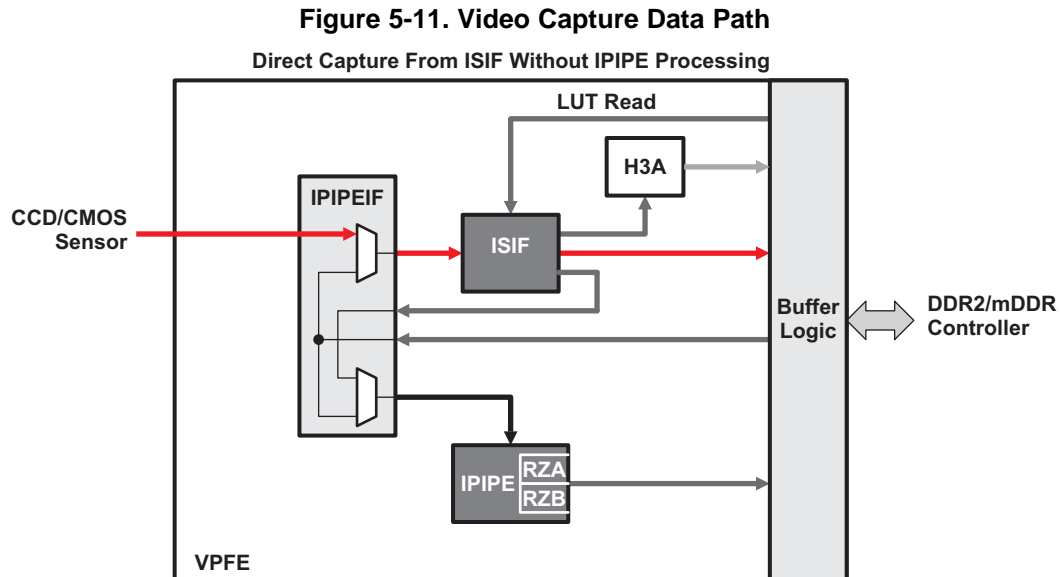 Figure 5-11. Video Capture Data Path
Direct Capture From ISIF Without IPIPE Processing
LUT Read
H3A
IPIPEIF
CCD/CMOS
Sensor
ISIF
Buffer
Logic
DDR2/mDDR
Controller
IPIPE
RZA
RZB
VPFE